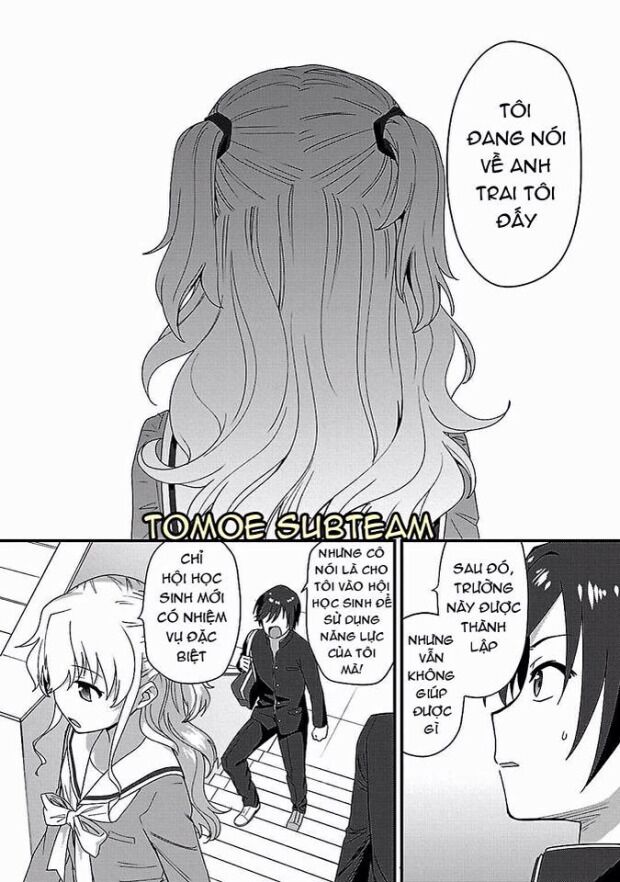 TÔI
ĐANG NÓI
VỀ ANH
TRAI TÔI
ĐẤY
TOMOE SUBTEAM
SAU ĐÓ,
TRƯỜNG
NÀY ĐƯỢC
THÀNH
LẬP
NHƯNG
VẪN
KHÔNG
GIÚP
ĐƯỢC
GÌ
NHƯNG CÔ
NÓI LÀ CHO
TÔI VÀO HỘI
HỌC SINH ĐỂ
SỬ DỤNG
NĂNG LỰC
CỦA TÔI
MÀ!
CHỈ
HỘI HỌC
SINH MỚI
CÓ NHIỆM
VỤ ĐẶC
BIỆT